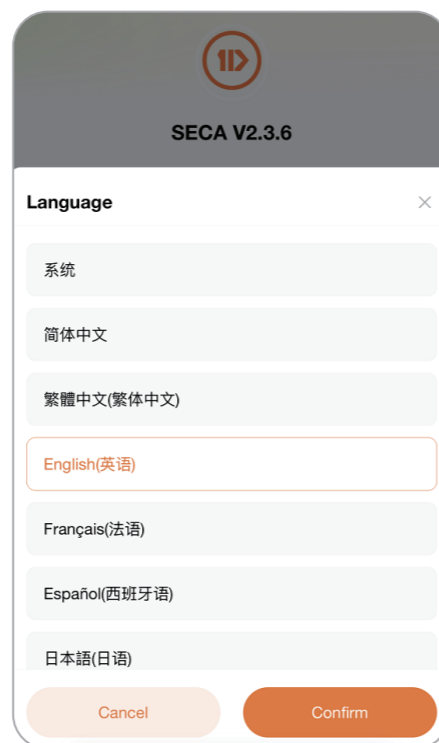 SECA V2.3.6
Language
系统
简体中文
繁體中文(繁体中文)
English(英语)
Français(法语)
Español(西班牙语)
日本語(日语)
Cancel
Confirm